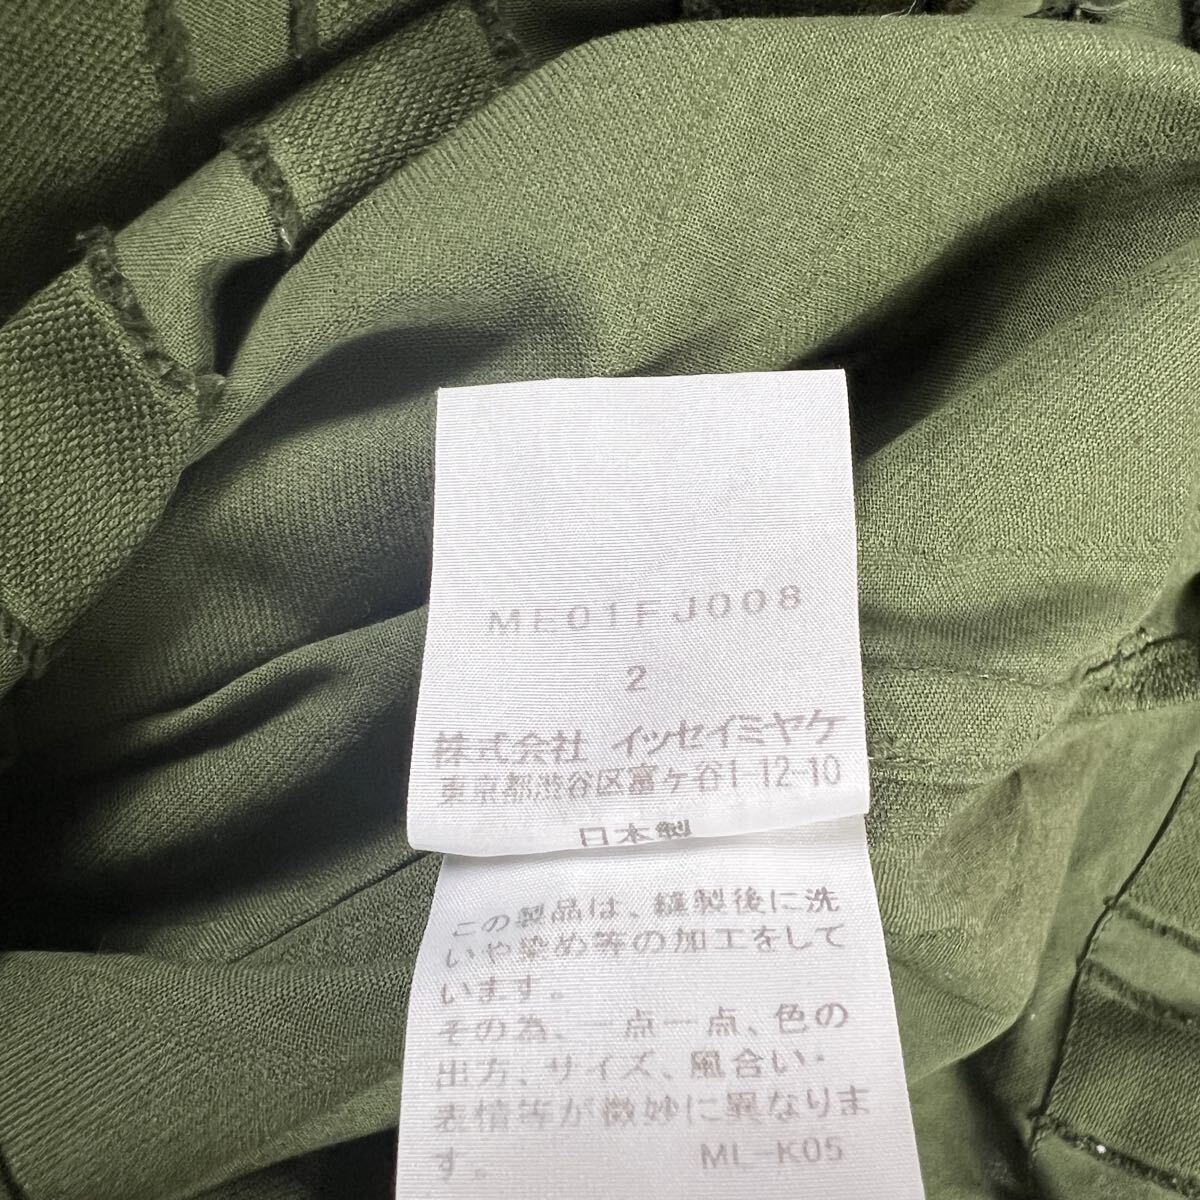 ME01FJ008
2
株式会社 イッセイミヤケ
東京都渋谷区富ヶ谷1-12-10
日本製
この製品は、縫製後に洗
いや染め等の加工をして
います。
その為、一点一点、色の
出方、サイズ、風合い・
表情等が微妙に異なりま
す。 ML-K05